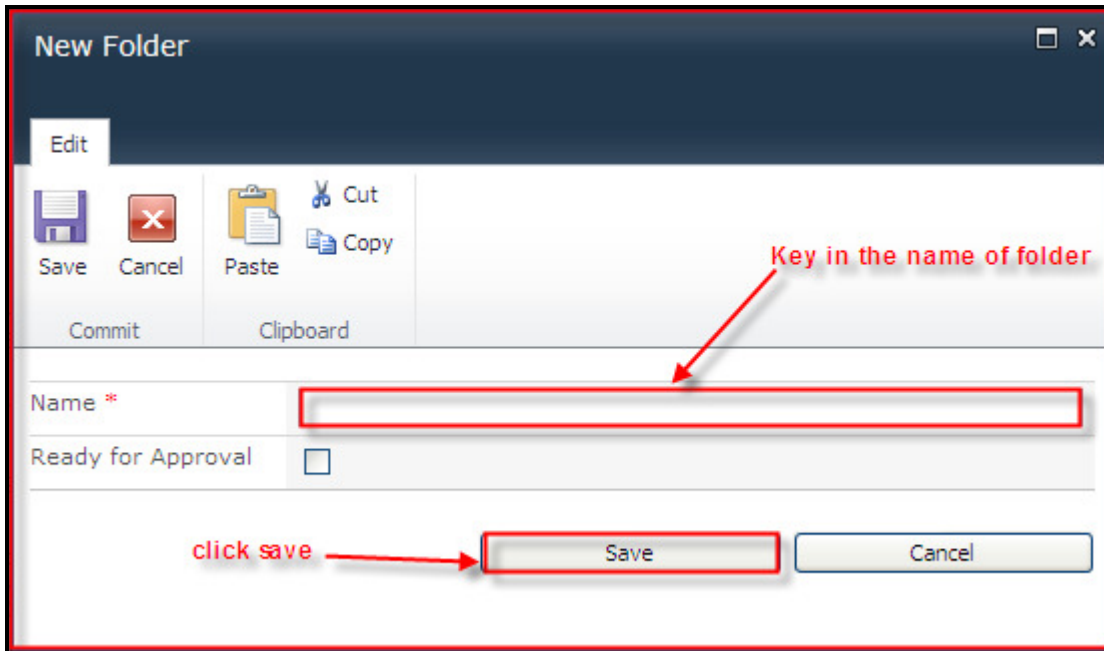 New Folder
Edit
Save Cancel Paste
Cut
Copy
Commit Clipboard
Key in the name of folder
Name *
Ready for Approval
click save
Save Cancel